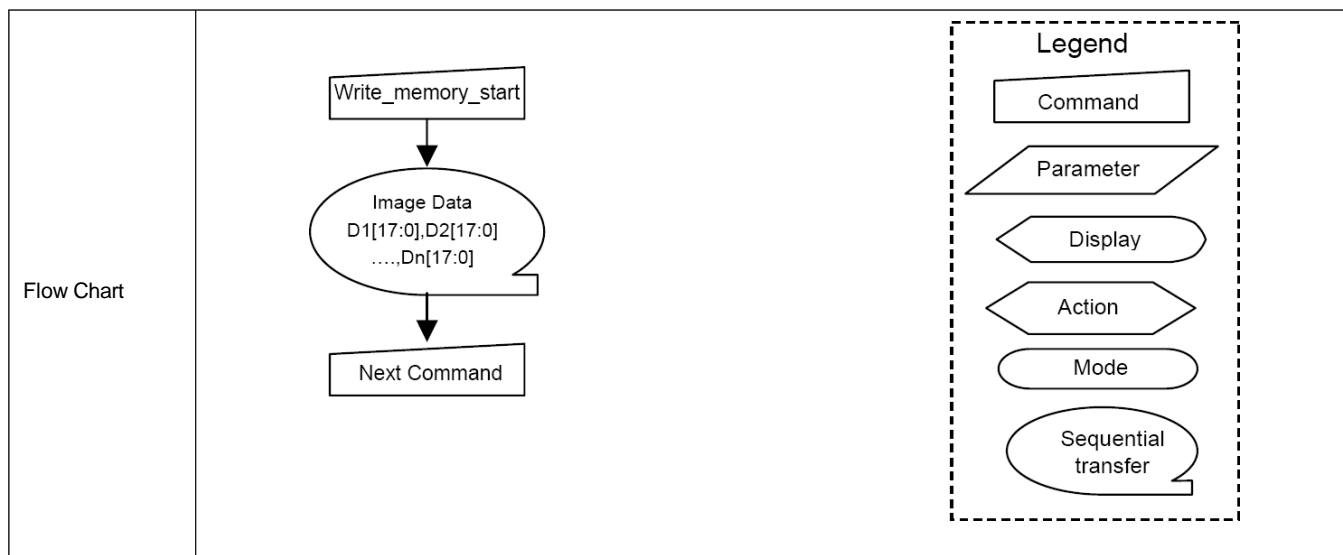 Flow Chart
Write_memory_start
Image Data
D1[17:0],D2[17:0]
....,Dn[17:0]
Next Command
Legend
Command
Parameter
Display
Action
Mode
Sequential
transfer